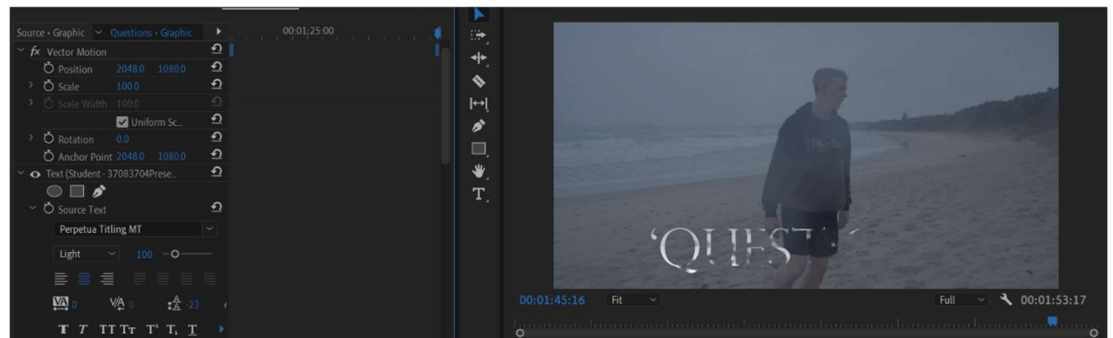 Source • Graphic Questions • Graphic 00:01:25:00
fx Vector Motion
Position 2048.0 1080.0
Scale 100.0
Scale Width 100.0
Uniform Sc...
Rotation 0.0
Anchor Point 2048.0 1080.0
Text (Student - 37083704Prese...
Source Text
Perpetua Titling MT
Light 100
VA 0 V/A 0 -23
T T TT Tт T¹ T₁ T
T
‘QUEST
00:01:45:16 Fit Full 00:01:53:17